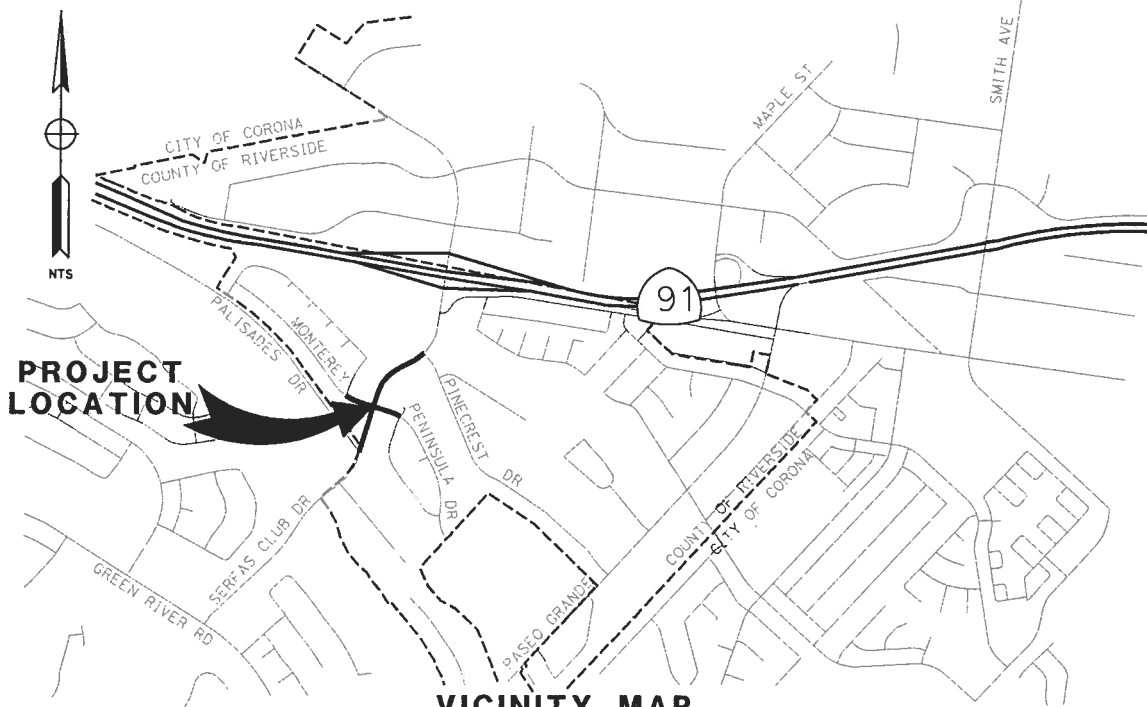 SMITH AVE
MAPLE ST
CITY OF CORONA
COUNTY OF RIVERSIDE
NTS
91
PALISADES DR
MONTEREY
PROJECT
LOCATION
PINECREST DR
PENINSULA DR
SERFAS CLUB DR
GREEN RIVER RD
COUNTY OF RIVERSIDE
CITY OF CORONA
PASEO GRANDE
VICINITY MAP